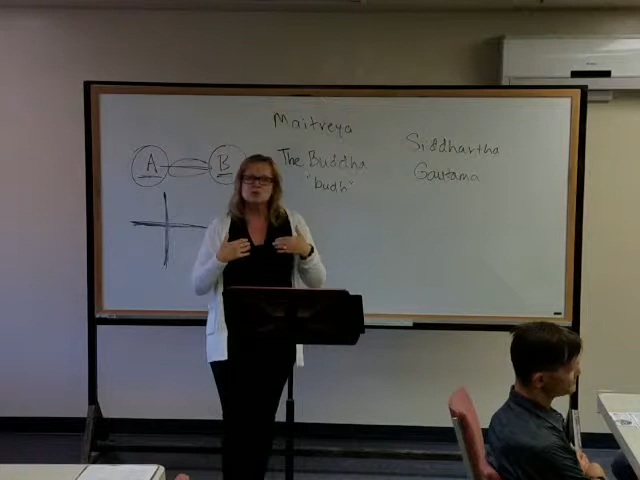 Maitreya
Siddhartha
Gautama
The Buddha
"budh"
A
B